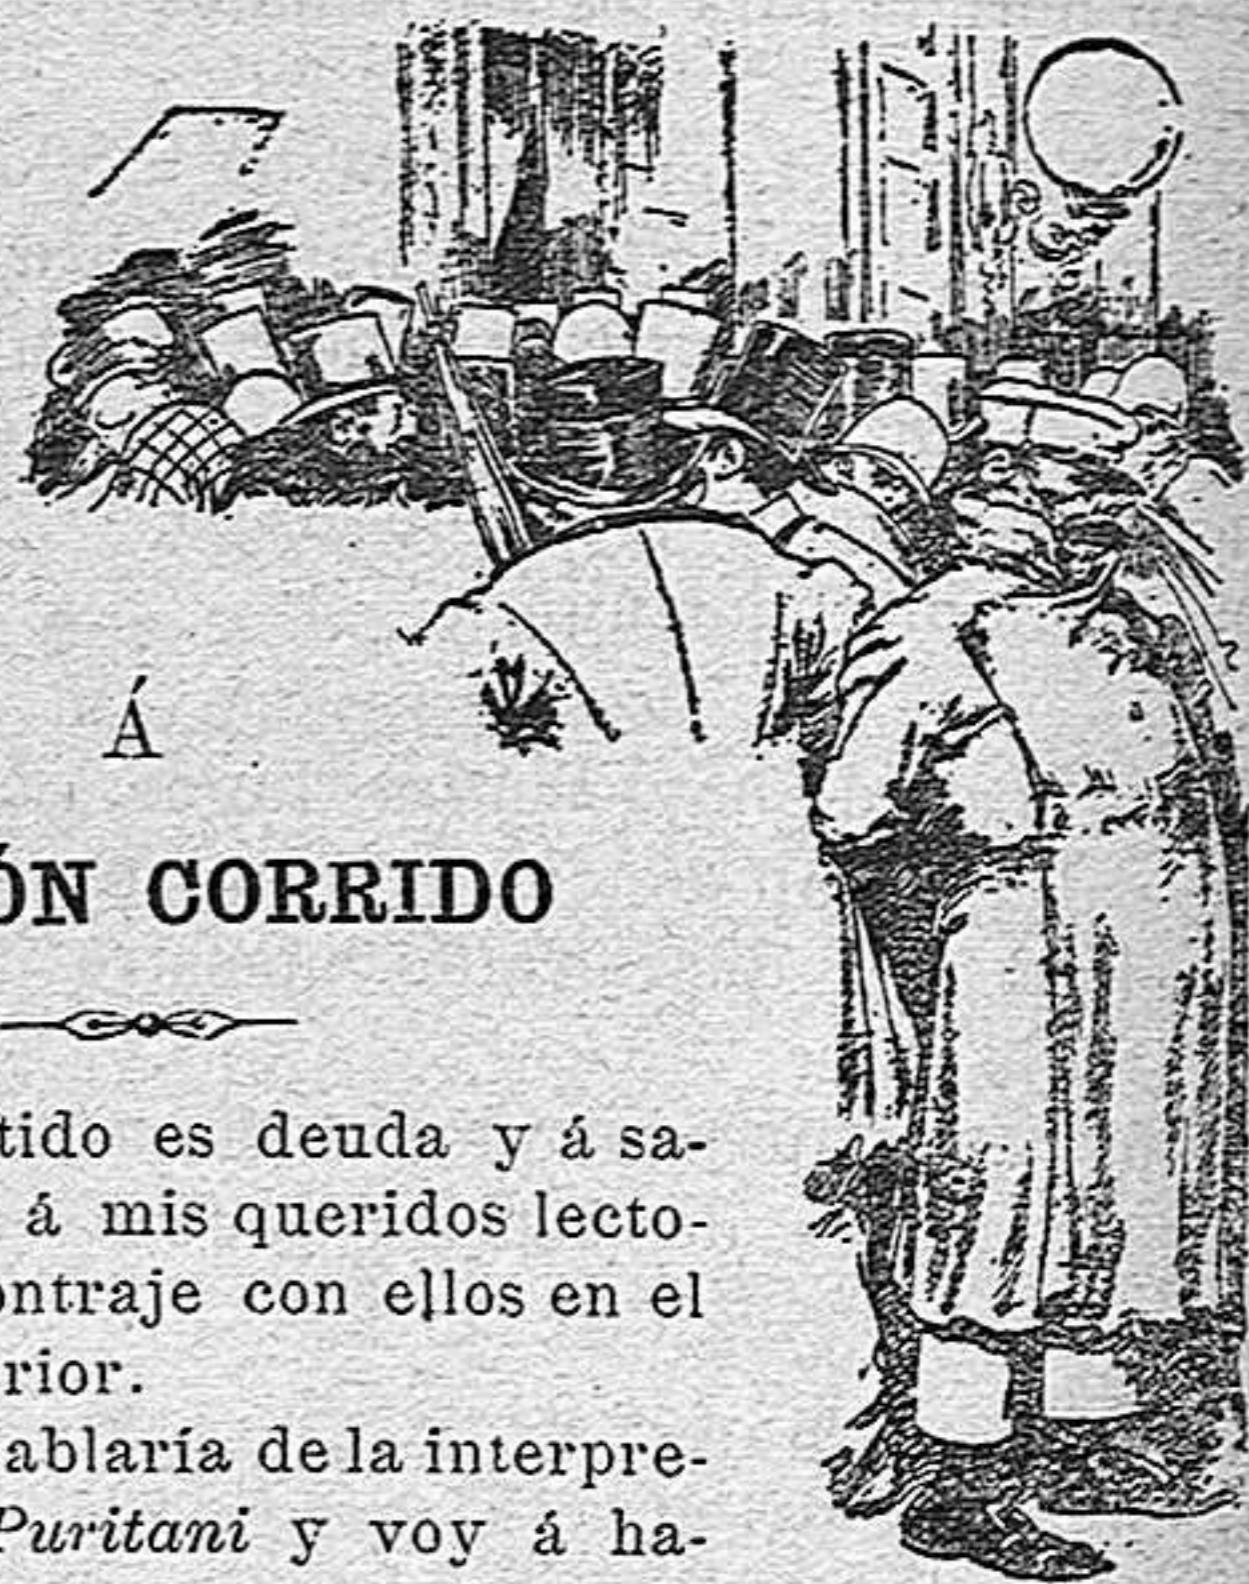 Á
ÓN CORRIDO
tido es deuda y á sa-
á mis queridos lecto-
ontraje con ellos en el
rior.
ablaría de la interpre-
Puritani y voy á ha-